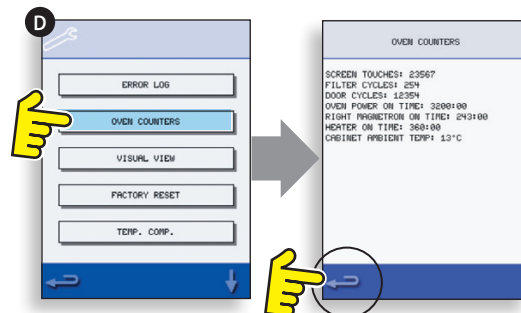 D
ERROR LOG
OVEN COUNTERS
VISUAL VIEW
FACTORY RESET
TEMP. COMP.
OVEN COUNTERS
SCREEN TOUCHES: 23567
FILTER CYCLES: 254
DOOR CYCLES: 12354
OVEN POWER ON TIME: 3200:00
RIGHT MAGNETRON ON TIME: 243:00
HEATER ON TIME: 360:00
CABINET AMBIENT TEMP: 13°C